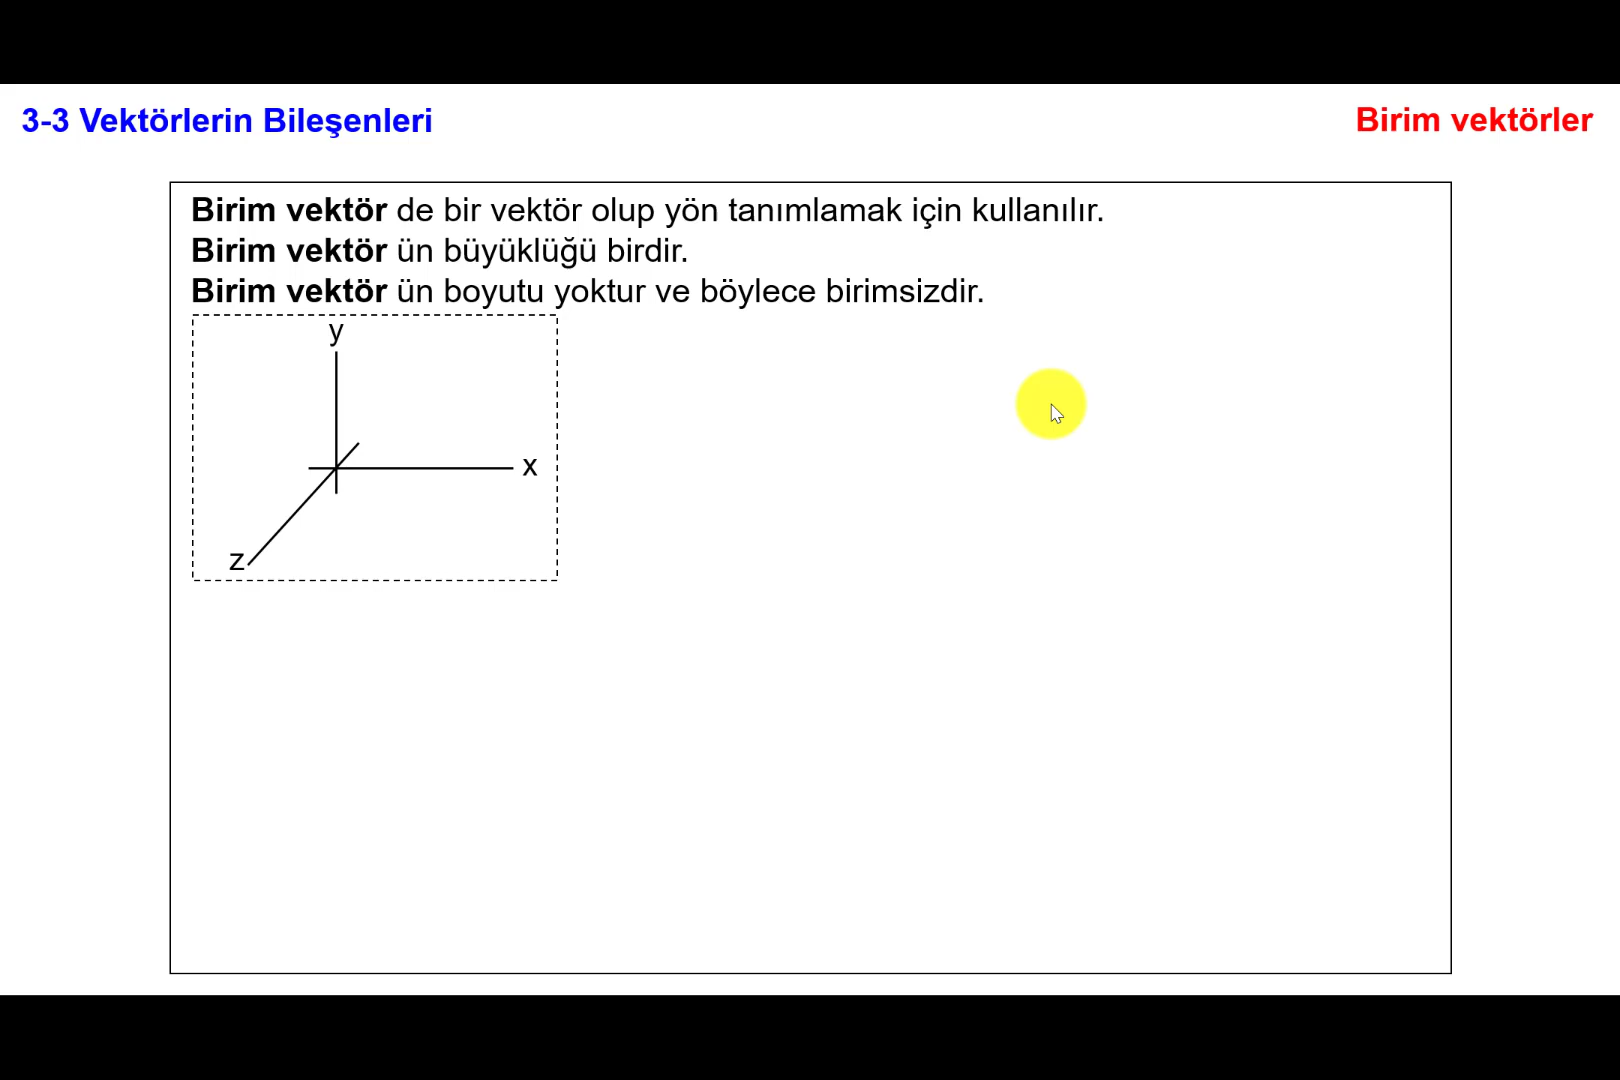 3-3 Vektörlerin Bileşenleri
Birim vektörler
Birim vektör de bir vektör olup yön tanımlamak için kullanılır.
Birim vektör ün büyüklüğü birdir.
Birim vektör ün boyutu yoktur ve böylece birimsizdir.
y
x
z